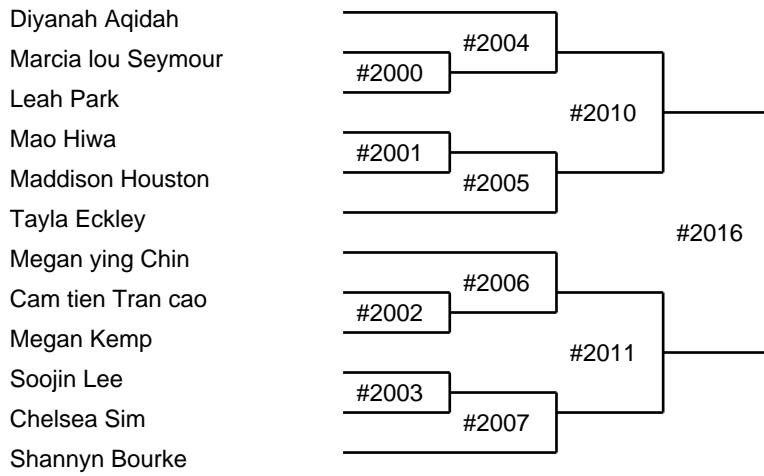 Diyanah Aqidah
Marcia lou Seymour
Leah Park
Mao Hiwa
Maddison Houston
Tayla Eckley
Megan ying Chin
Cam tien Tran cao
Megan Kemp
Soojin Lee
Chelsea Sim
Shannyn Bourke
#2000
#2001
#2002
#2003
#2004
#2005
#2006
#2007
#2010
#2011
#2016